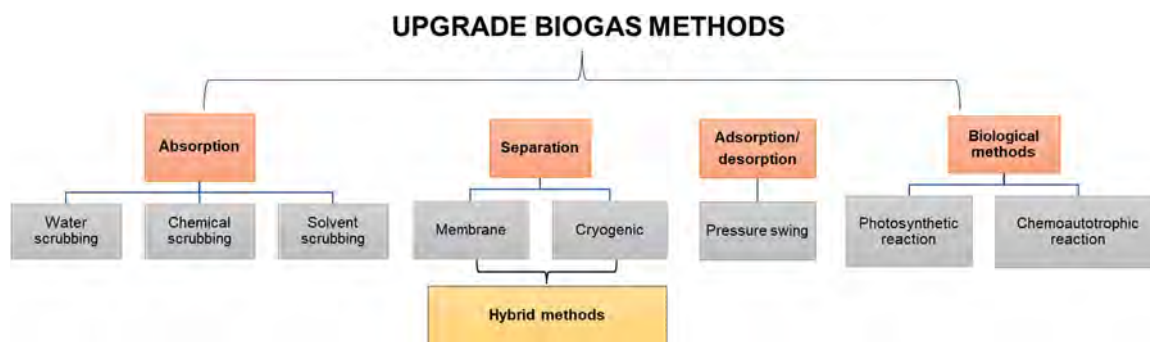 UPGRADE BIOGAS METHODS
Absorption
Separation
Adsorption/
desorption
Biological
methods
Water
scrubbing
Chemical
scrubbing
Solvent
scrubbing
Membrane
Cryogenic
Pressure swing
Photosynthetic
reaction
Chemoautotrophic
reaction
Hybrid methods